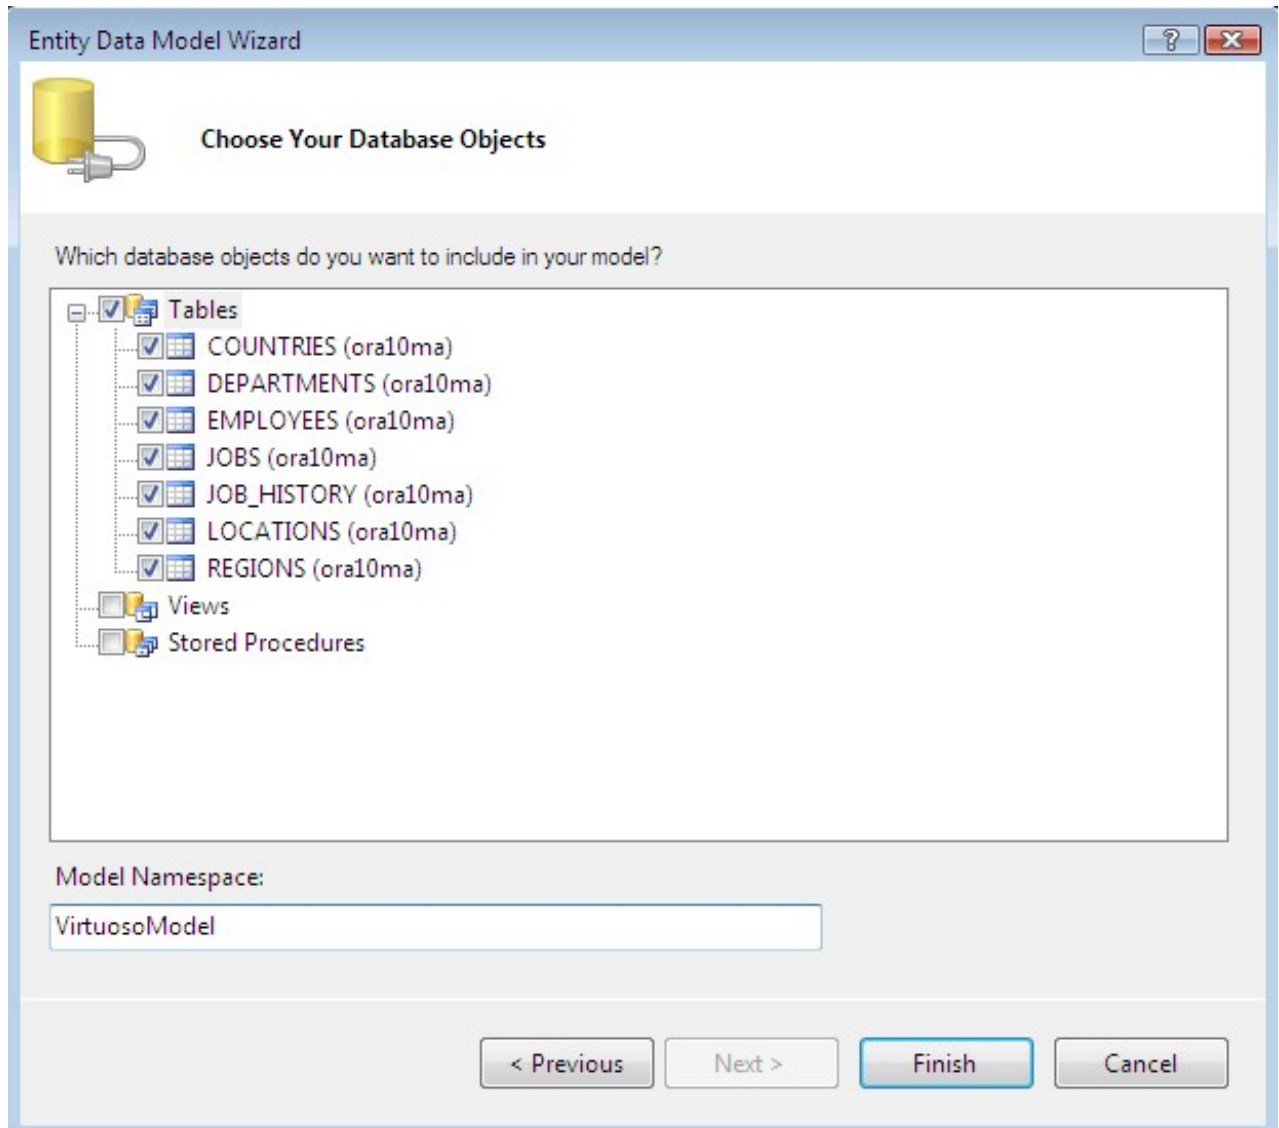 Entity Data Model Wizard
?
Choose Your Database Objects
Which database objects do you want to include in your model?
Tables
COUNTRIES (ora10ma)
DEPARTMENTS (ora10ma)
EMPLOYEES (ora10ma)
JOBS (ora10ma)
JOB_HISTORY (ora10ma)
LOCATIONS (ora10ma)
REGIONS (ora10ma)
Views
Stored Procedures
Model Namespace:
VirtuosoModel
< Previous Next > Finish Cancel